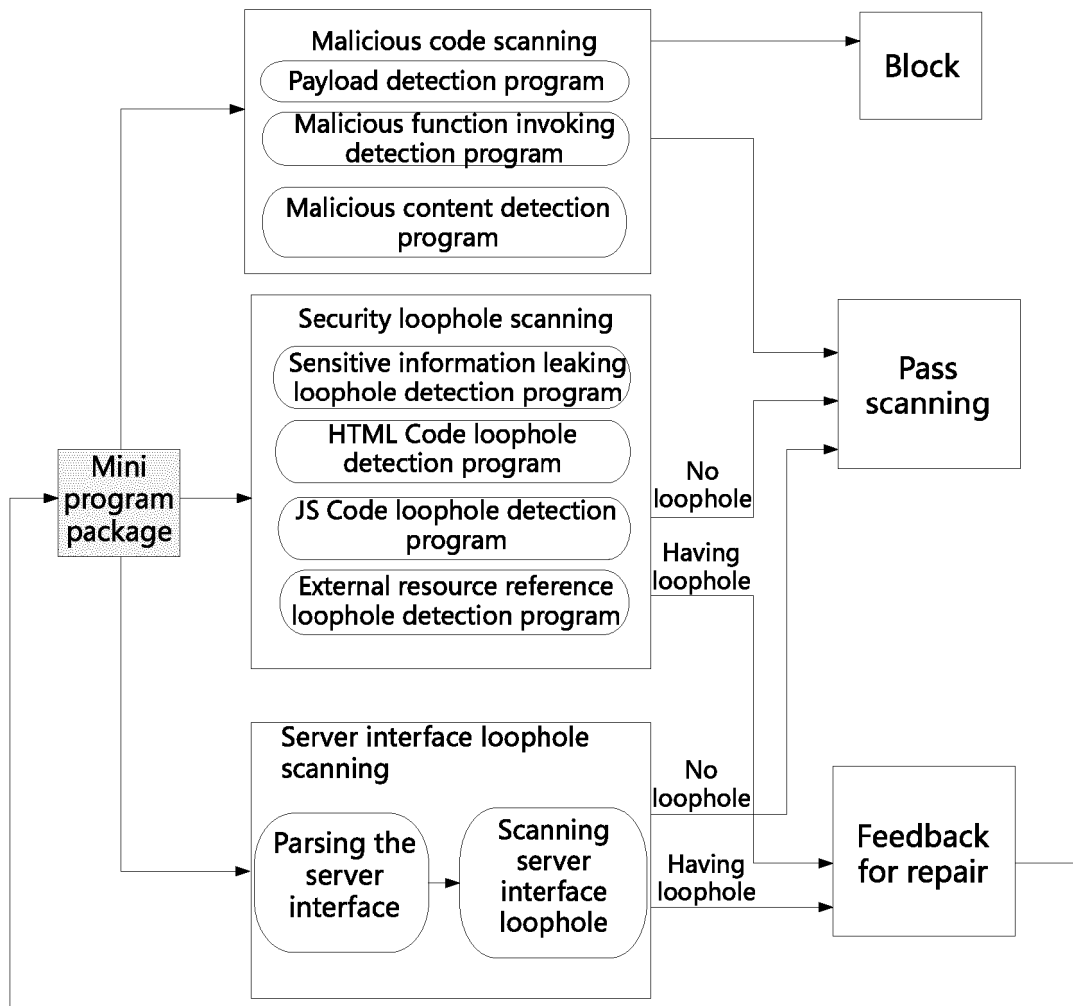 Malicious code scanning
Payload detection program
Malicious function invoking
detection program
Malicious content detection
program
Block
Security loophole scanning
Sensitive information leaking
loophole detection program
HTML Code loophole
detection program
JS Code loophole detection
program
External resource reference
loophole detection program
Pass
scanning
Mini
program
package
No
loophole
Having
loophole
Server interface loophole
scanning
Parsing the
server
interface
Scanning
server
interface
loophole
No
loophole
Having
loophole
Feedback
for repair